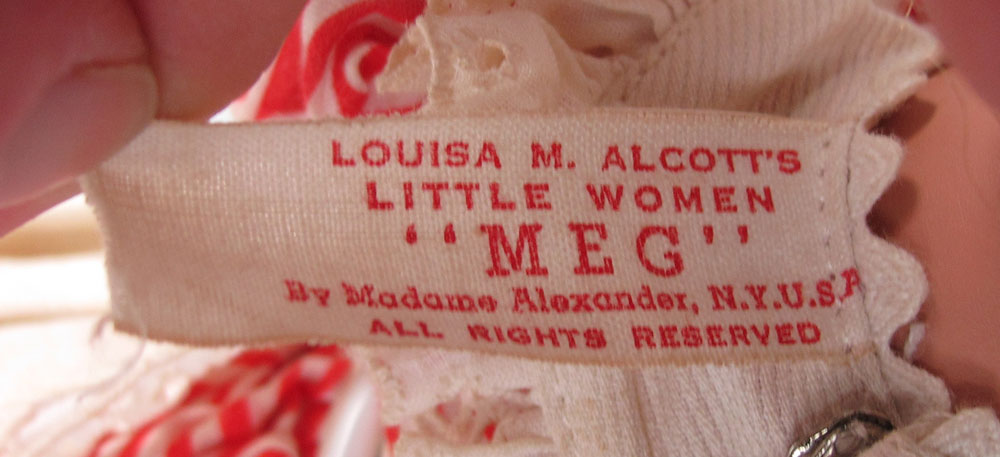 LOUISA M. ALCOTT'S
LITTLE WOMEN
"MEG"
By Madame Alexander, N.Y.U.S.A
ALL RIGHTS RESERVED